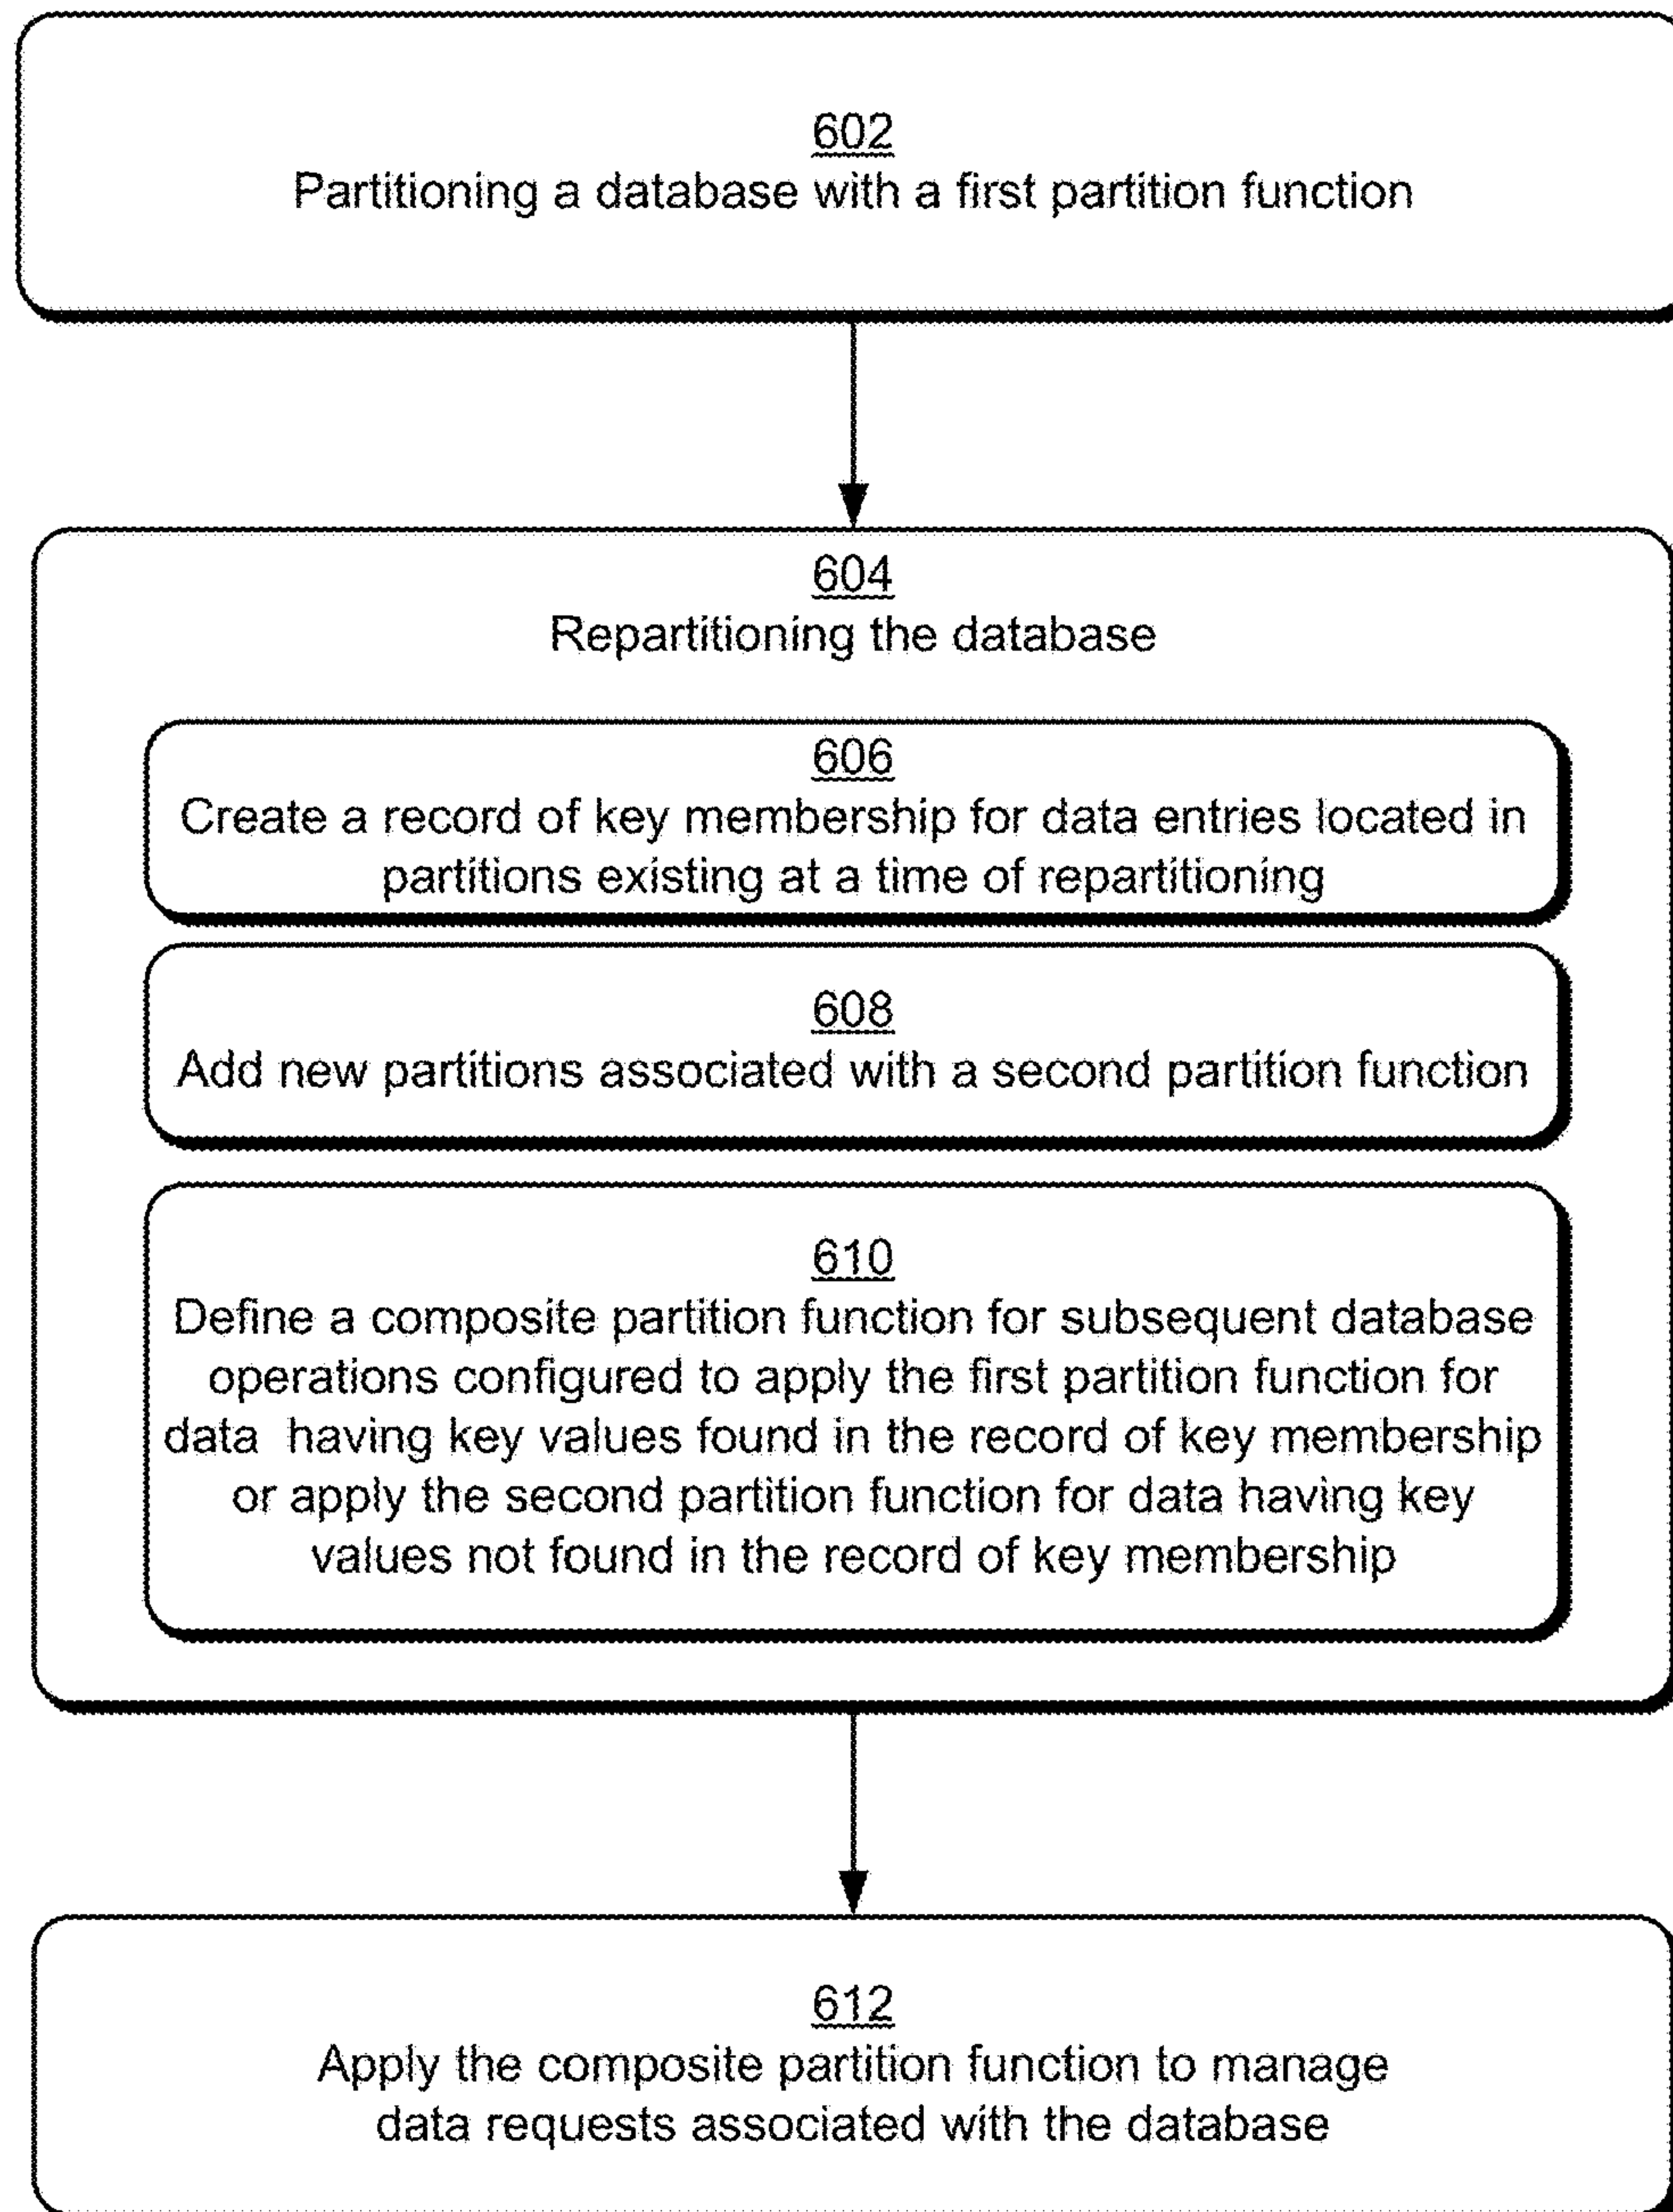 602
Partitioning a database with a first partition function
604
Repartitioning the database
606
Create a record of key membership for data entries located in
partitions existing at a time of repartitioning
608
Add new partitions associated with a second partition function
610
Define a composite partition function for subsequent database
operations configured to apply the first partition function for
data having key values found in the record of key membership
or apply the second partition function for data having key
values not found in the record of key membership
612
Apply the composite partition function to manage
data requests associated with the database